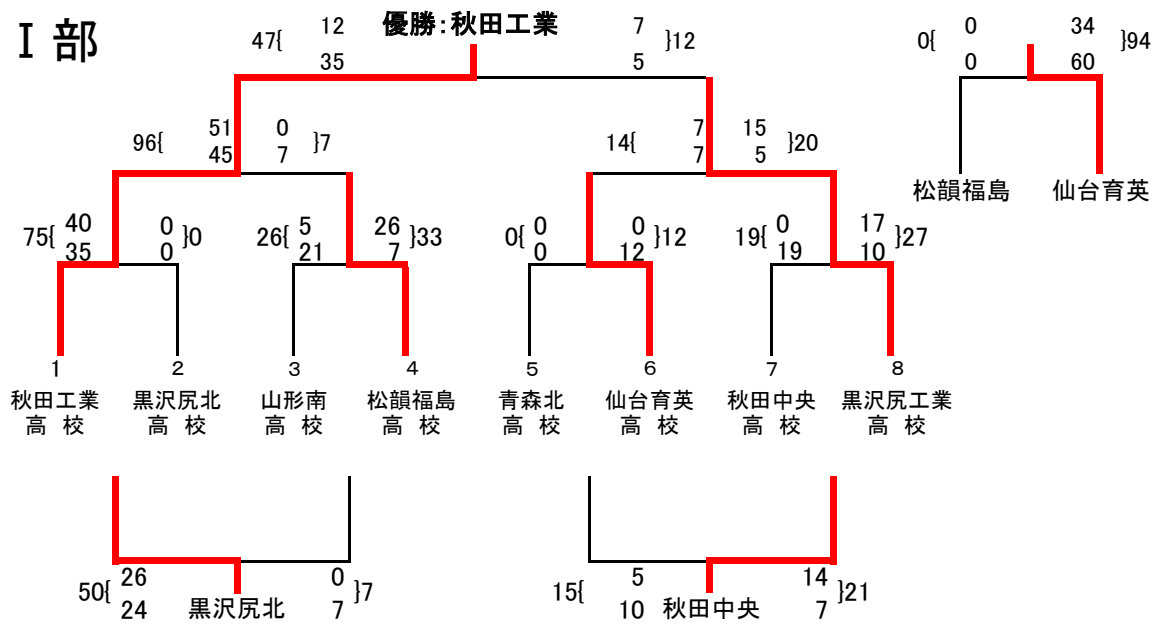 Ⅰ部
優勝:秋田工業
47{ 12 7 }12
35 5
0{ 0 34 }94
0 60
松韻福島 仙台育英
96{ 51 0 }7
45 7
14{ 7 15 }20
7 5
75{ 40 0 }0
35 0
26{ 5 26 }33
21 7
0{ 0 0 }12
0 12
19{ 0 17 }27
19 10
1 2 3 4 5 6 7 8
秋田工業 黒沢尻北 山形南 松韻福島 青森北 仙台育英 秋田中央 黒沢尻工業
高校 高校 高校 高校 高校 高校 高校 高校
50{ 26 0 }7
24 黒沢尻北 7
15{ 5 14 }21
10 秋田中央 7